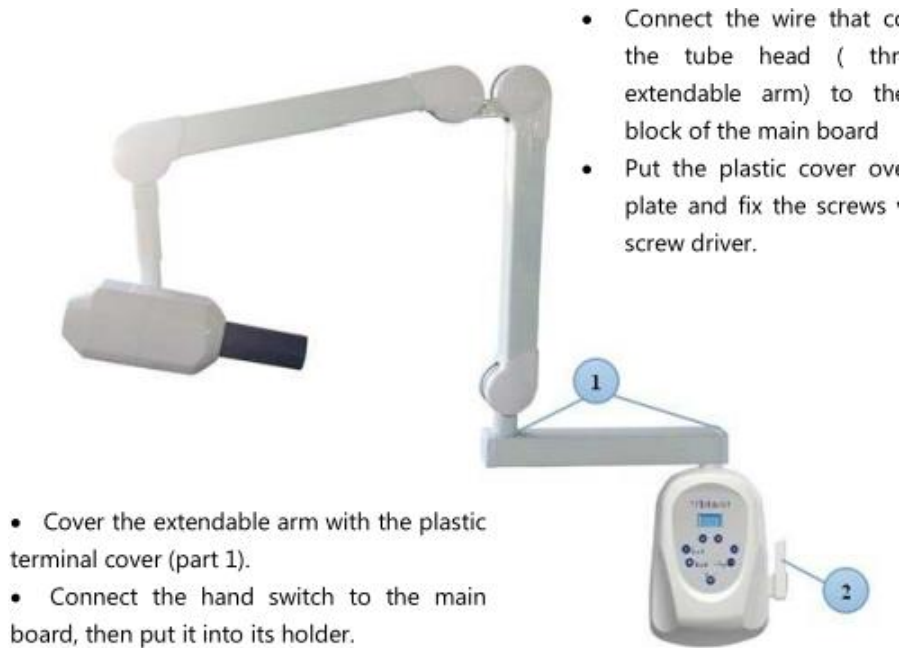 • Connect the wire that
the tube head (
extendable arm) to
block of the main board
• Put the plastic cover
plate and fix the screws
screw driver.
1
• Cover the extendable arm with the plastic
terminal cover (part 1).
• Connect the hand switch to the main
board, then put it into its holder.
2